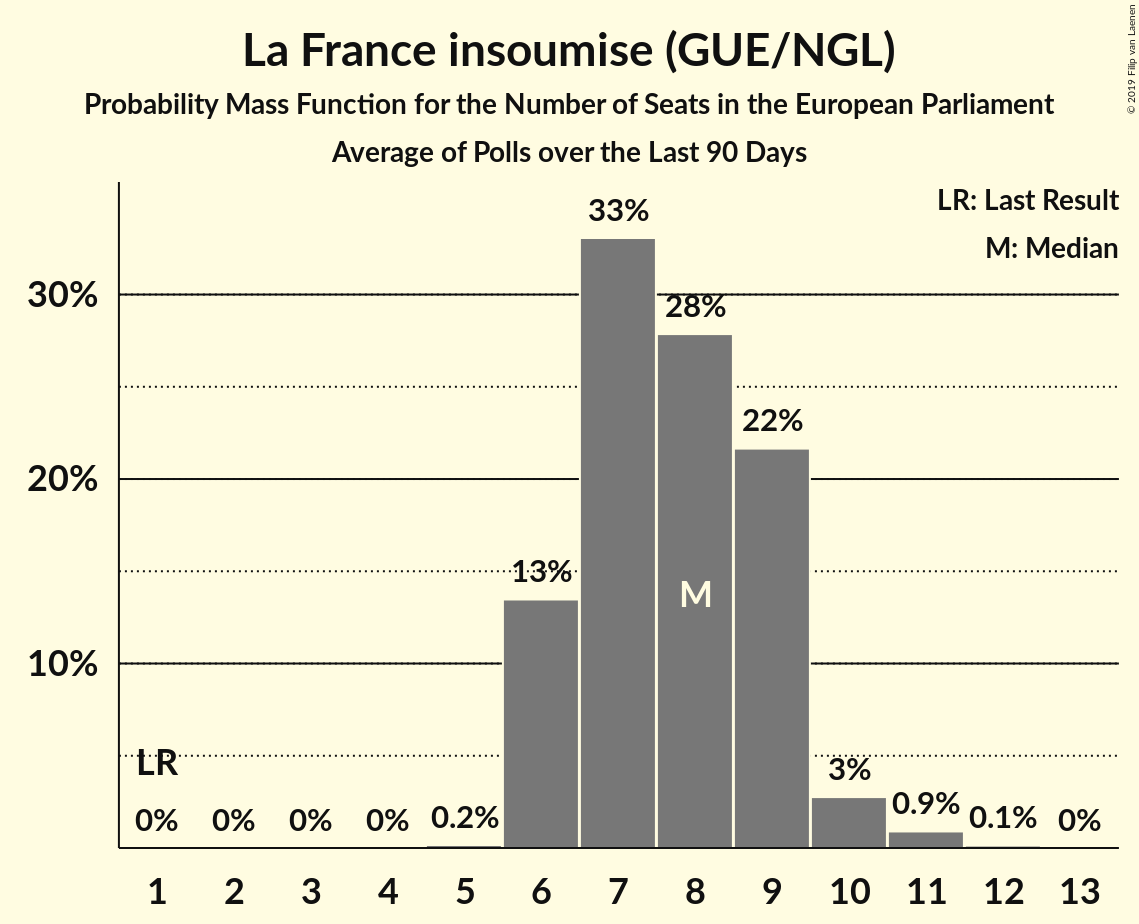 La France insoumise (GUE/NGL)
Probability Mass Function for the Number of Seats in the European Parliament
Average of Polls over the Last 90 Days
© 2019 Filip van Laenen
LR: Last Result
M: Median
33%
30%
28%
22%
20%
13%
M
10%
LR
3%
0% 0% 0% 0% 0.2% 0.9% 0.1% 0%
1 2 3 4 5 6 7 8 9 10 11 12 13